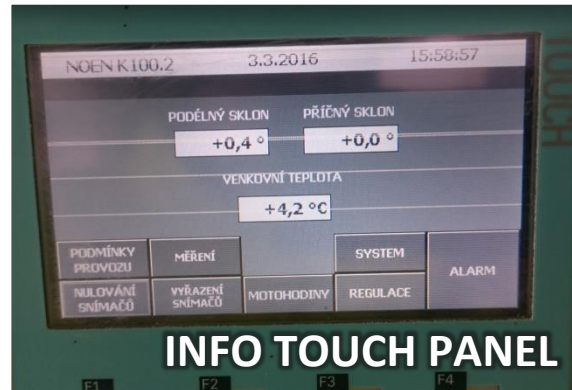 NOEN K100.2 3.3.2016 15:58:57
TOUCH
PODÉLNÝ SKLON PŘÍČNÝ SKLON
+0,4 ° +0,0 °
VENKOVNÍ TEPLOTA
+4,2 °C
PODMÍNKY PROVOZU MĚŘENÍ SYSTEM ALARM
NULOVÁNÍ SNÍMAČŮ VYŘAZENÍ SNÍMAČŮ MOTOHODINY REGULACE
INFO TOUCH PANEL
F1 F2 F3 F4